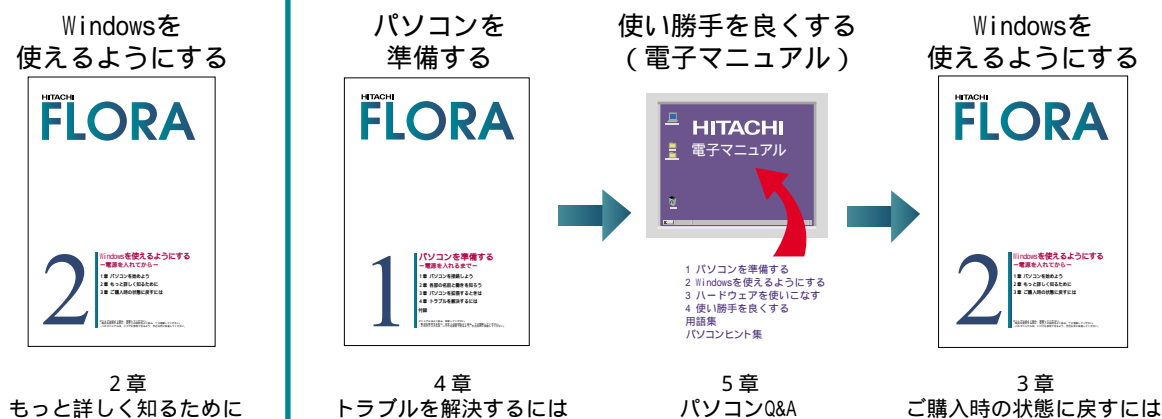 Windowsを
使えるようにする
HITACHI
FLORA
2
Windowsを使えるようにする
ー電源を入れてからー
1章 パソコンを始めよう
2章 もっと詳しく知るために
3章 ご購入時の状態に戻すには
2章
もっと詳しく知るために
パソコンを
準備する
HITACHI
FLORA
1
パソコンを準備する
ー電源を入れるまでー
1章 パソコンを接続しよう
2章 各部の名前と働きを知ろう
3章 パソコンを拡張するときは
4章 トラブルを解決するには
付録
4章
トラブルを解決するには
使い勝手を良くする
(電子マニュアル)
HITACHI
電子マニュアル
1 パソコンを準備する
2 Windowsを使えるようにする
3 ハードウェアを使いこなす
4 使い勝手を良くする
用語集
パソコンヒント集
5章
パソコンQ&A
Windowsを
使えるようにする
HITACHI
FLORA
2
Windowsを使えるようにする
ー電源を入れてからー
1章 パソコンを始めよう
2章 もっと詳しく知るために
3章 ご購入時の状態に戻すには
3章
ご購入時の状態に戻すには